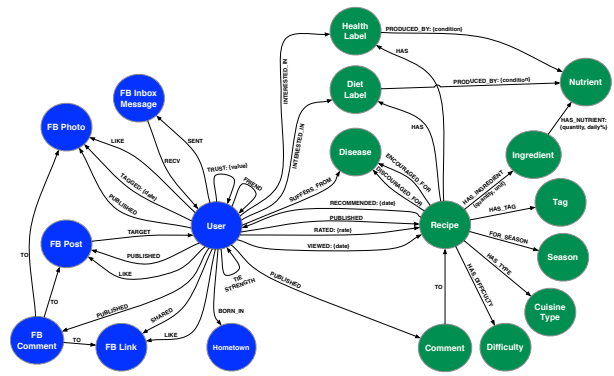 Health
Label
PRODUCED_BY: {condition}
HAS
INTERESTED_IN
Diet
Label
PRODUCED_BY: {condition}
Nutrient
FB Inbox
Message
INTERESTED_IN
HAS
HAS_NUTRIENT:
{quantity, daily%}
FB Photo
LIKE
SENT
RECV
Disease
ENCOURAGED_FOR
DISCOURAGED_FOR
Ingredient
TAGGED: {date}
TRUST: {value}
FRIEND
SUFFERS_FROM
HAS_INGREDIENT
{quantity, unit}
PUBLISHED
RECOMMENDED: {date}
HAS_TAG
Tag
User
PUBLISHED
Recipe
RATED: {rate}
FB Post
TARGET
VIEWED: {date}
FOR_SEASON
Season
PUBLISHED
LIKE
TIE
STRENGTH
PUBLISHED
HAS_TYPE
TO
TO
HAS_DIFFICULTY
TO
PUBLISHED
SHARED
BORN_IN
Cuisine
Type
FB
Comment
TO
FB Link
LIKE
Hometown
Comment
Difficulty